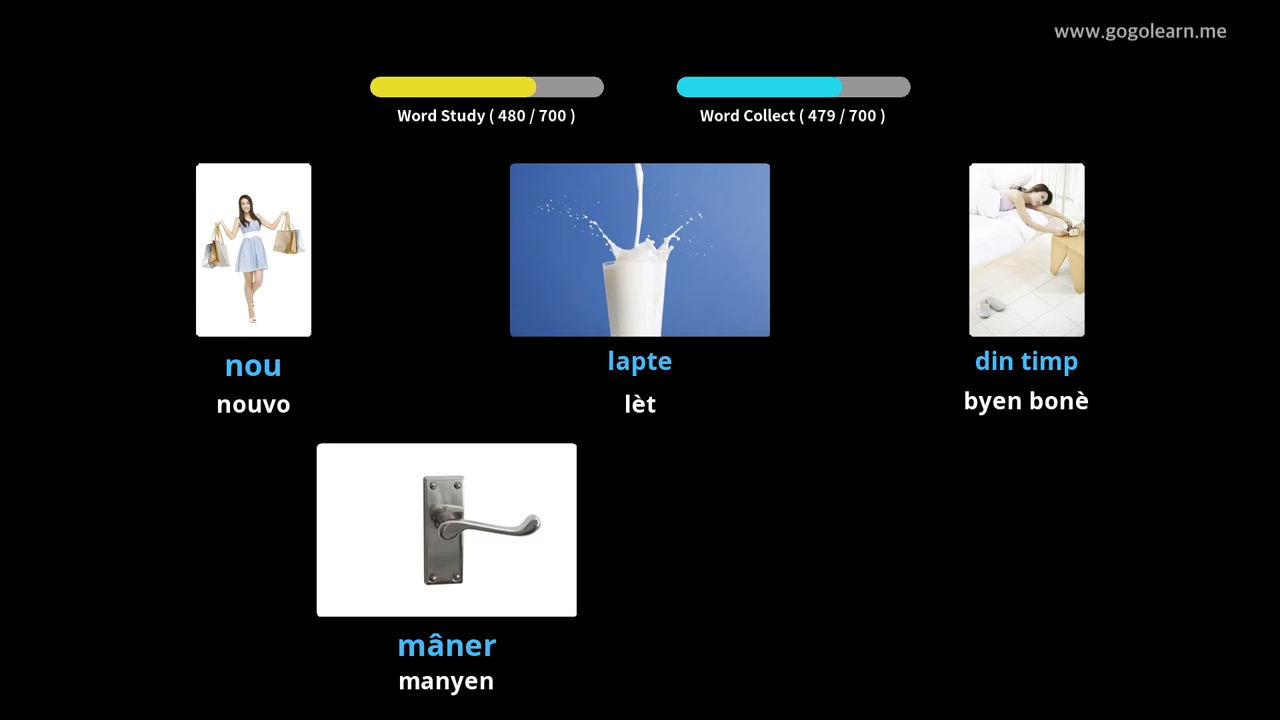 www.gogolearn.me
Word Study ( 480 / 700 )
Word Collect ( 479 / 700 )
nou
nouvo
lapte
lèt
din timp
byen bonè
mâner
manyen